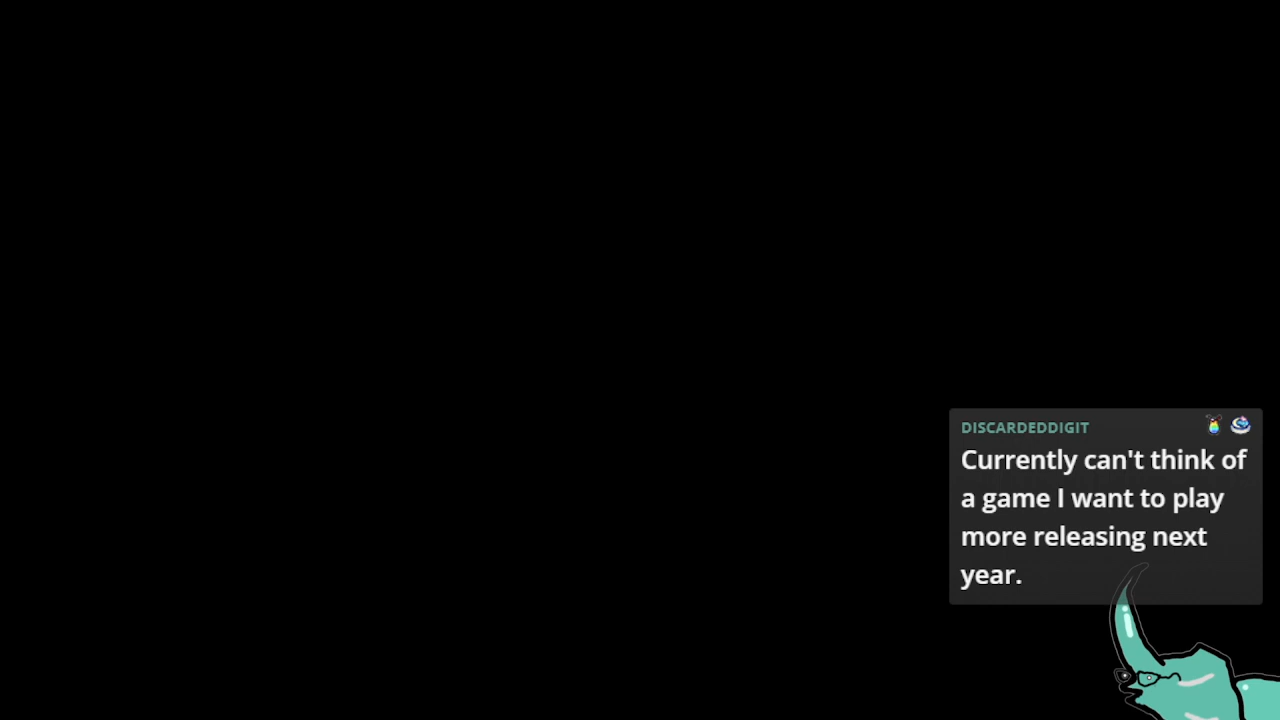 DISCARDEDDIGIT
Currently can't think of
a game I want to play
more releasing next
year.